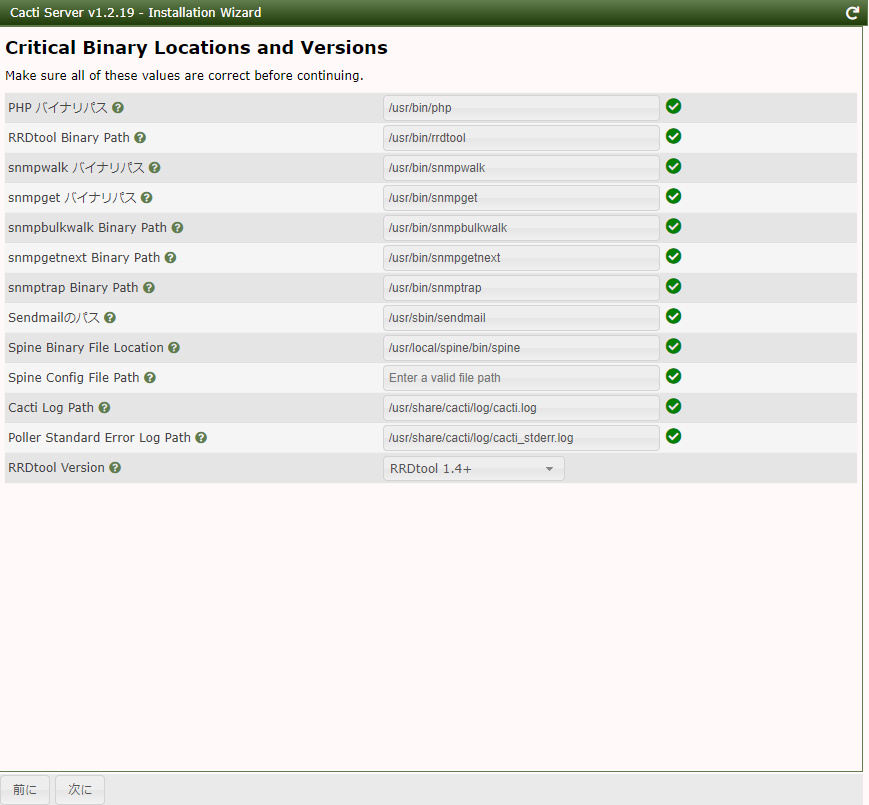 Cacti Server v1.2.19 - Installation Wizard
Critical Binary Locations and Versions
Make sure all of these values are correct before continuing.
PHP バイナリパス /usr/bin/php
RRDtool Binary Path /usr/bin/rrdtool
snmpwalk バイナリパス /usr/bin/snmpwalk
snmpget バイナリパス /usr/bin/snmpget
snmpbulkwalk Binary Path /usr/bin/snmpbulkwalk
snmpgetnext Binary Path /usr/bin/snmpgetnext
snmptrap Binary Path /usr/bin/snmptrap
Sendmailのパス /usr/sbin/sendmail
Spine Binary File Location /usr/local/spine/bin/spine
Spine Config File Path Enter a valid file path
Cacti Log Path /usr/share/cacti/log/cacti.log
Poller Standard Error Log Path /usr/share/cacti/log/cacti_stderr.log
RRDtool Version RRDtool 1.4+
前に 次に